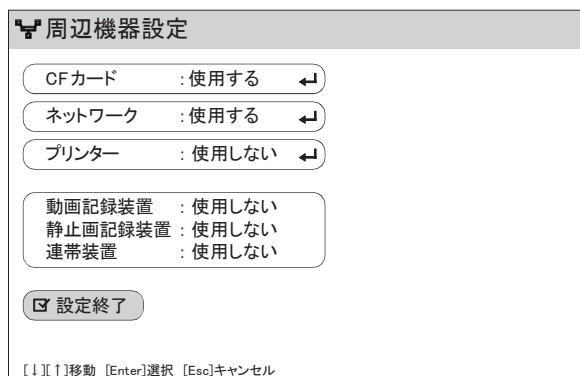 周辺機器設定
CFカード :使用する
ネットワーク :使用する
プリンター :使用しない
動画記録装置 :使用しない
静止画記録装置:使用しない
連帯装置 :使用しない
設定終了
[↓][↑]移動 [Enter]選択 [Esc]キャンセル